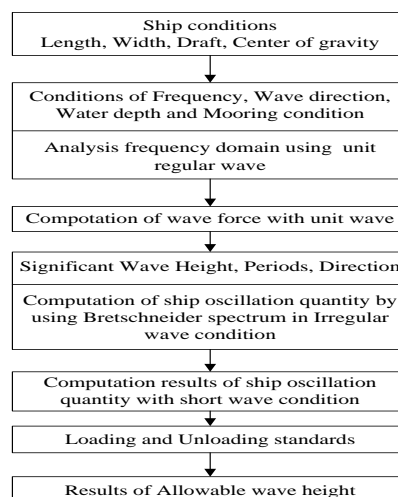 Ship conditions
Length, Width, Draft, Center of gravity
Conditions of Frequency, Wave direction,
Water depth and Mooring condition
Analysis frequency domain using unit
regular wave
Compotation of wave force with unit wave
Significant Wave Height, Periods, Direction
Computation of ship oscillation quantity by
using Bretschneider spectrum in Irregular
wave condition
Computation results of ship oscillation
quantity with short wave condition
Loading and Unloading standards
Results of Allowable wave height